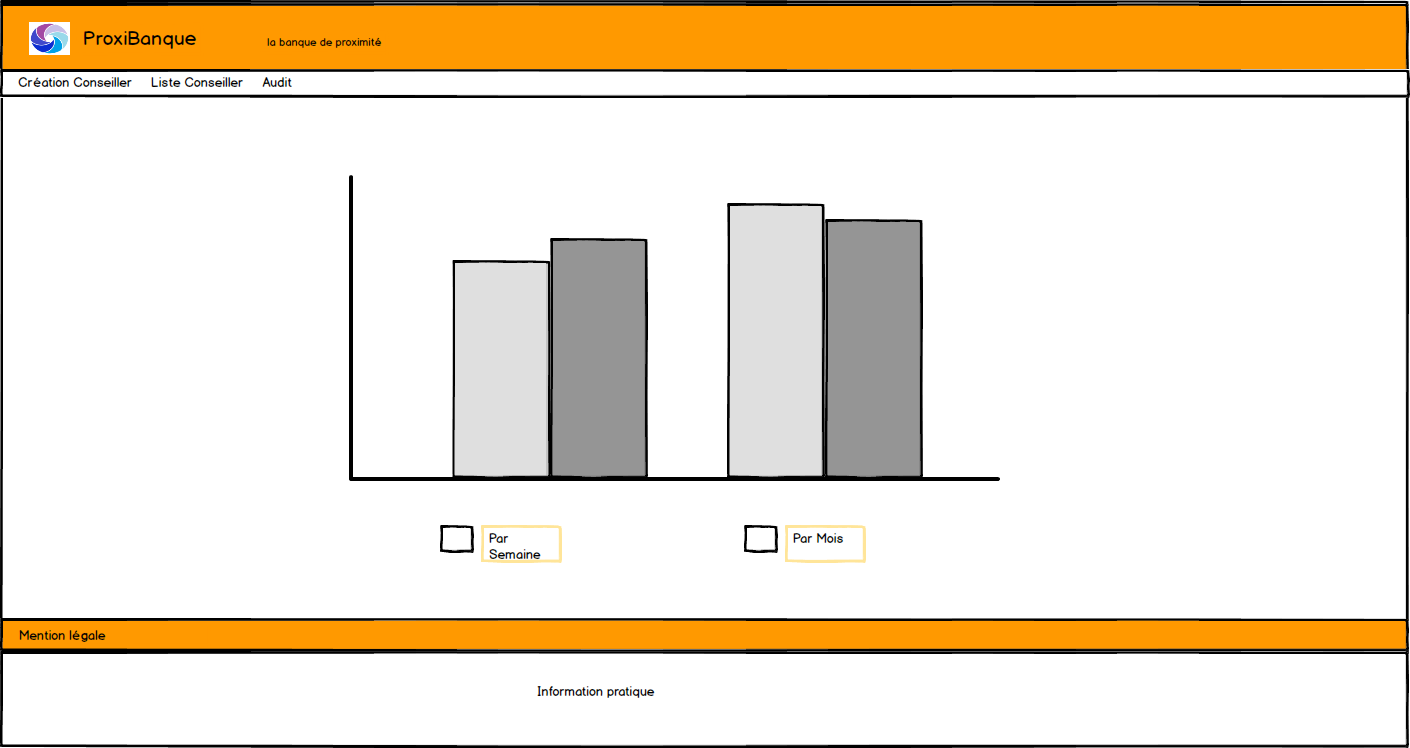 ProxiBanque
la banque de proximité
Création Conseiller
Liste Conseiller
Audit
Par
Semaine
Par Mois
Mention légale
Information pratique